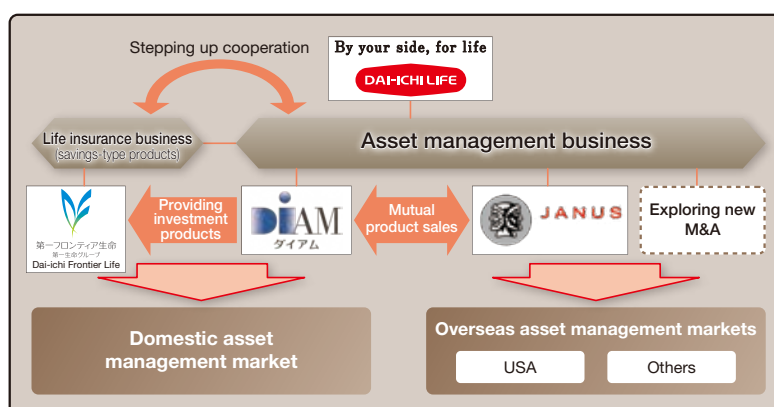 Stepping up cooperation
By your side, for life
DAI-ICHI LIFE
Life insurance business
(savings-type products)
Asset management business
第一フロンティア生命
第一生命グループ
Dai-ichi Frontier Life
Providing
investment
products
DIAM
ダイアム
Mutual
product sales
JANUS
Exploring new
M&A
Domestic asset
management market
Overseas asset management markets
USA
Others